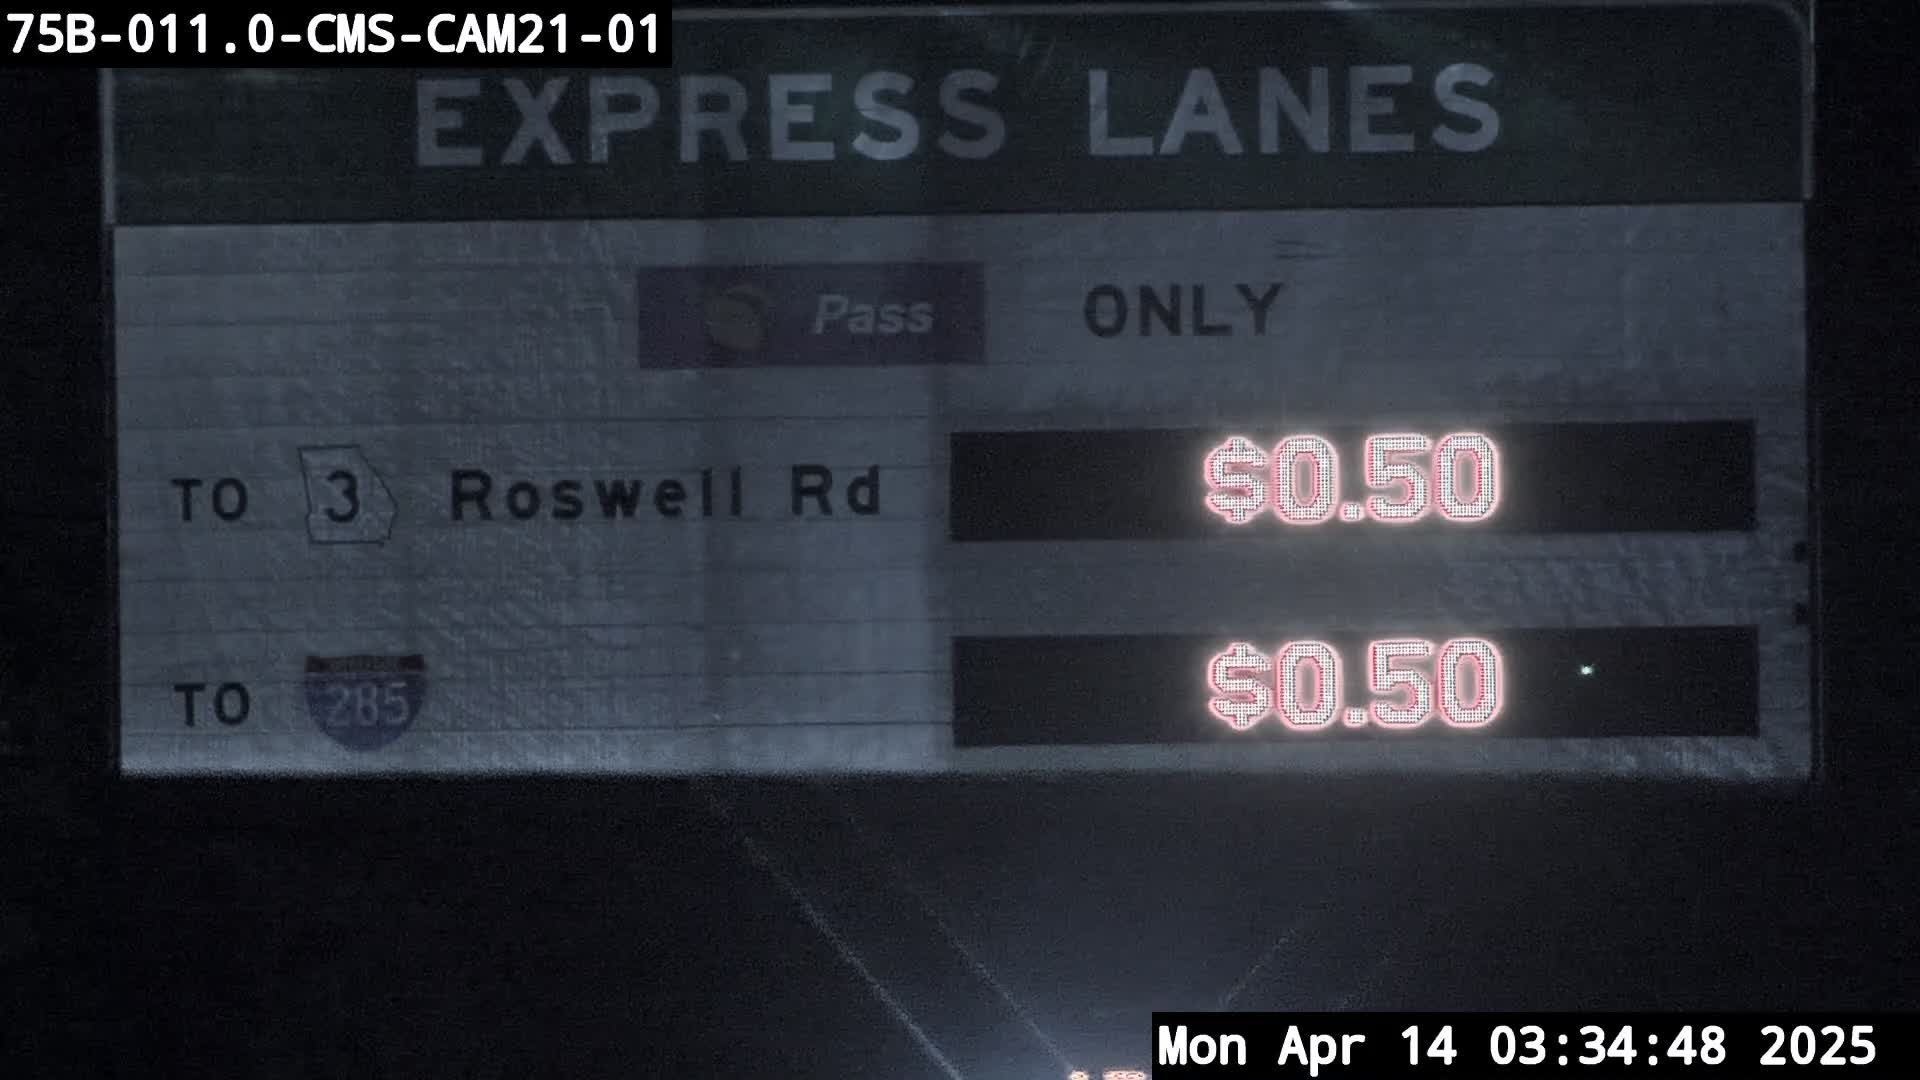 75B-011.0-CMS-CAM21-01
EXPRESS LANES
Pass ONLY
TO 3 Roswell Rd $0.50
TO 285 $0.50
Mon Apr 14 03:34:48 2025